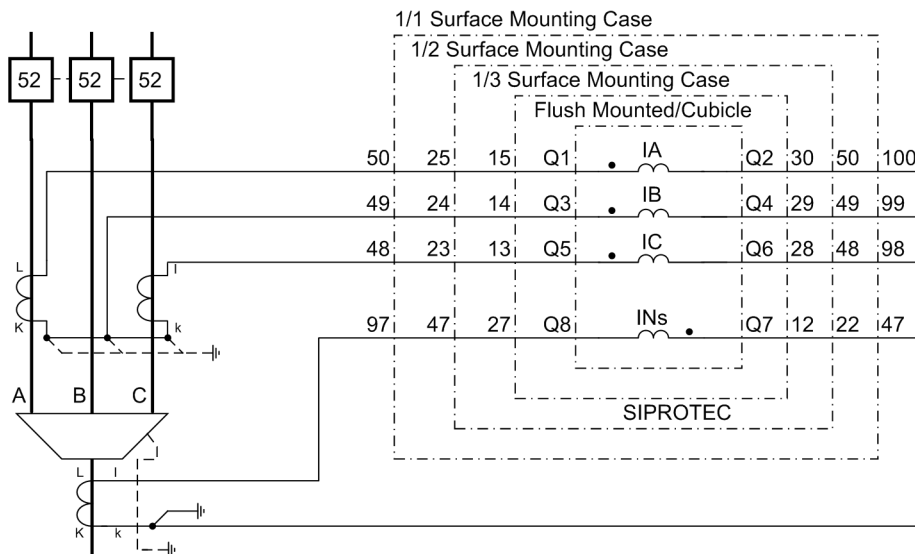 1/1 Surface Mounting Case
1/2 Surface Mounting Case
1/3 Surface Mounting Case
Flush Mounted/Cubicle
52 52 52
50 25 15 Q1 IA Q2 30 50 100
49 24 14 Q3 IB Q4 29 49 99
48 23 13 Q5 IC Q6 28 48 98
L l
K k
97 47 27 Q8 INs Q7 12 22 47
A B C
SIPROTEC
L l
K k